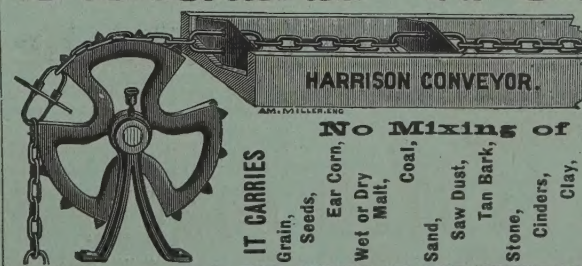 HARRISON CONVEYOR.
AM. MILLER. ENG
No Mixing of
IT CARRIES
Grain,
Seeds,
Ear Corn,
Wet or Dry
Malt,
Coal,
Sand,
Saw Dust,
Tan Bark,
Stone,
Cinders,
Clay,